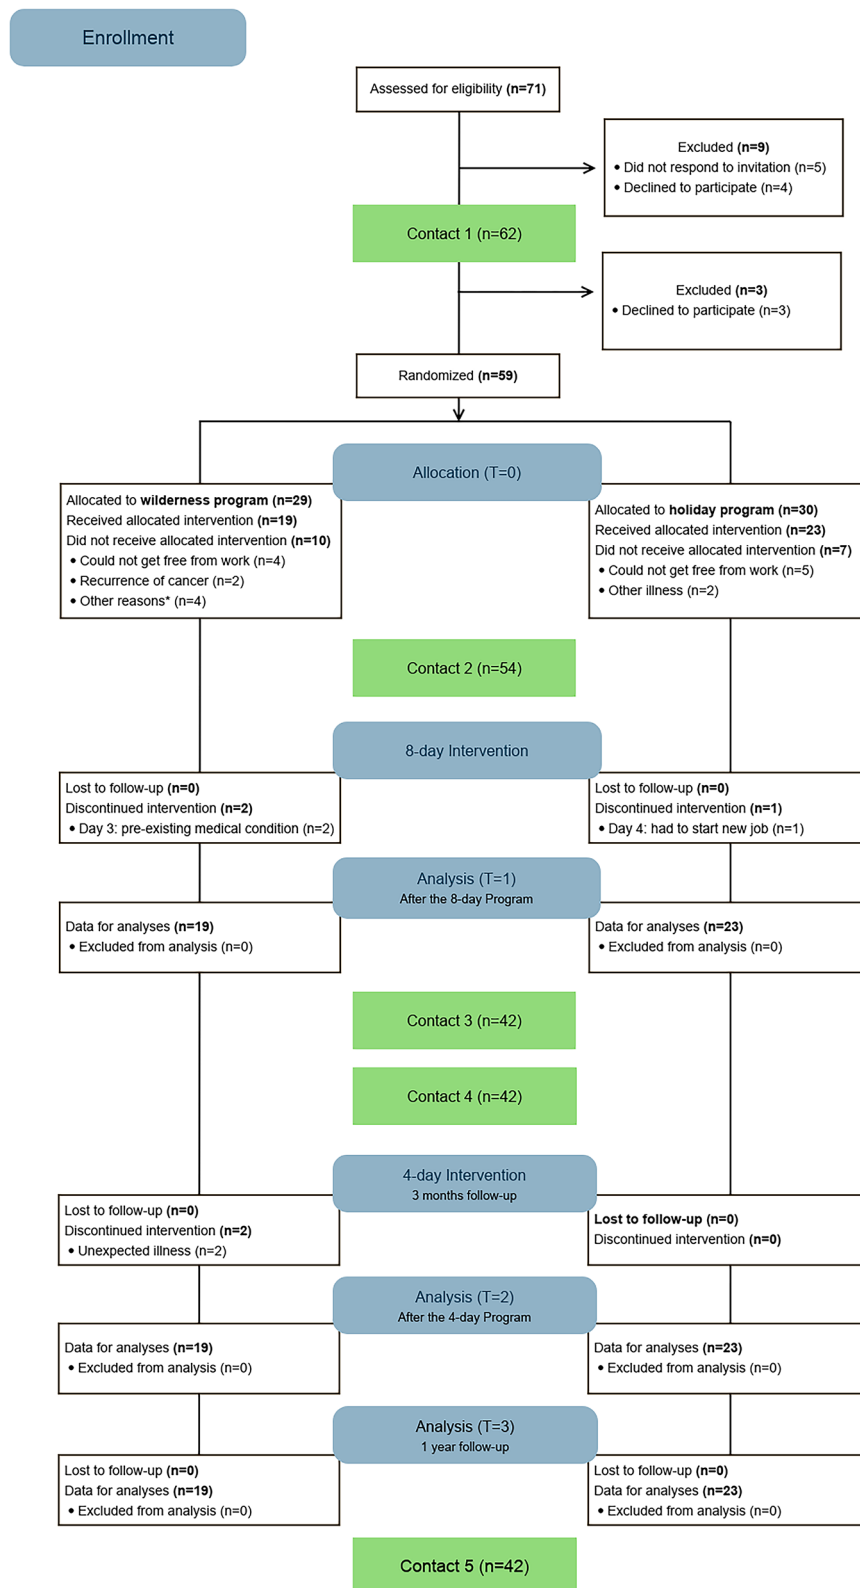 Enrollment
Assessed for eligibility (n=71)
Excluded (n=9)
• Did not respond to invitation (n=5)
• Declined to participate (n=4)
Contact 1 (n=62)
Excluded (n=3)
• Declined to participate (n=3)
Randomized (n=59)
Allocation (T=0)
Allocated to wilderness program (n=29)
Received allocated intervention (n=19)
Did not receive allocated intervention (n=10)
• Could not get free from work (n=4)
• Recurrence of cancer (n=2)
• Other reasons* (n=4)
Allocated to holiday program (n=30)
Received allocated intervention (n=23)
Did not receive allocated intervention (n=7)
• Could not get free from work (n=5)
• Other illness (n=2)
Contact 2 (n=54)
8-day Intervention
Lost to follow-up (n=0)
Discontinued intervention (n=2)
• Day 3: pre-existing medical condition (n=2)
Lost to follow-up (n=0)
Discontinued intervention (n=1)
• Day 4: had to start new job (n=1)
Analysis (T=1)
After the 8-day Program
Data for analyses (n=19)
• Excluded from analysis (n=0)
Data for analyses (n=23)
• Excluded from analysis (n=0)
Contact 3 (n=42)
Contact 4 (n=42)
4-day Intervention
3 months follow-up
Lost to follow-up (n=0)
Discontinued intervention (n=2)
• Unexpected illness (n=2)
Lost to follow-up (n=0)
Discontinued intervention (n=0)
Analysis (T=2)
After the 4-day Program
Data for analyses (n=19)
• Excluded from analysis (n=0)
Data for analyses (n=23)
• Excluded from analysis (n=0)
Analysis (T=3)
1 year follow-up
Lost to follow-up (n=0)
Data for analyses (n=19)
• Excluded from analysis (n=0)
Lost to follow-up (n=0)
Data for analyses (n=23)
• Excluded from analysis (n=0)
Contact 5 (n=42)